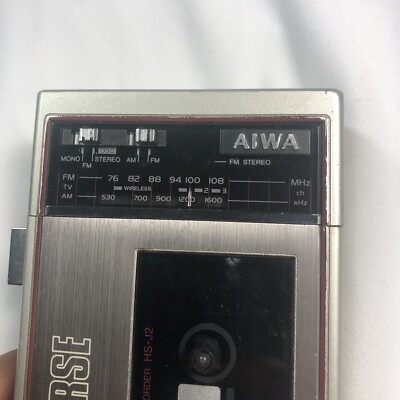 AIWA
MONO FM STEREO AM FM
FM STEREO
FM 76 82 88 94 100 108 MHz
TV WIRELESS 2 3 ch
AM 530 700 900 1200 1600 kHz
ORDER HS-J2
RSE